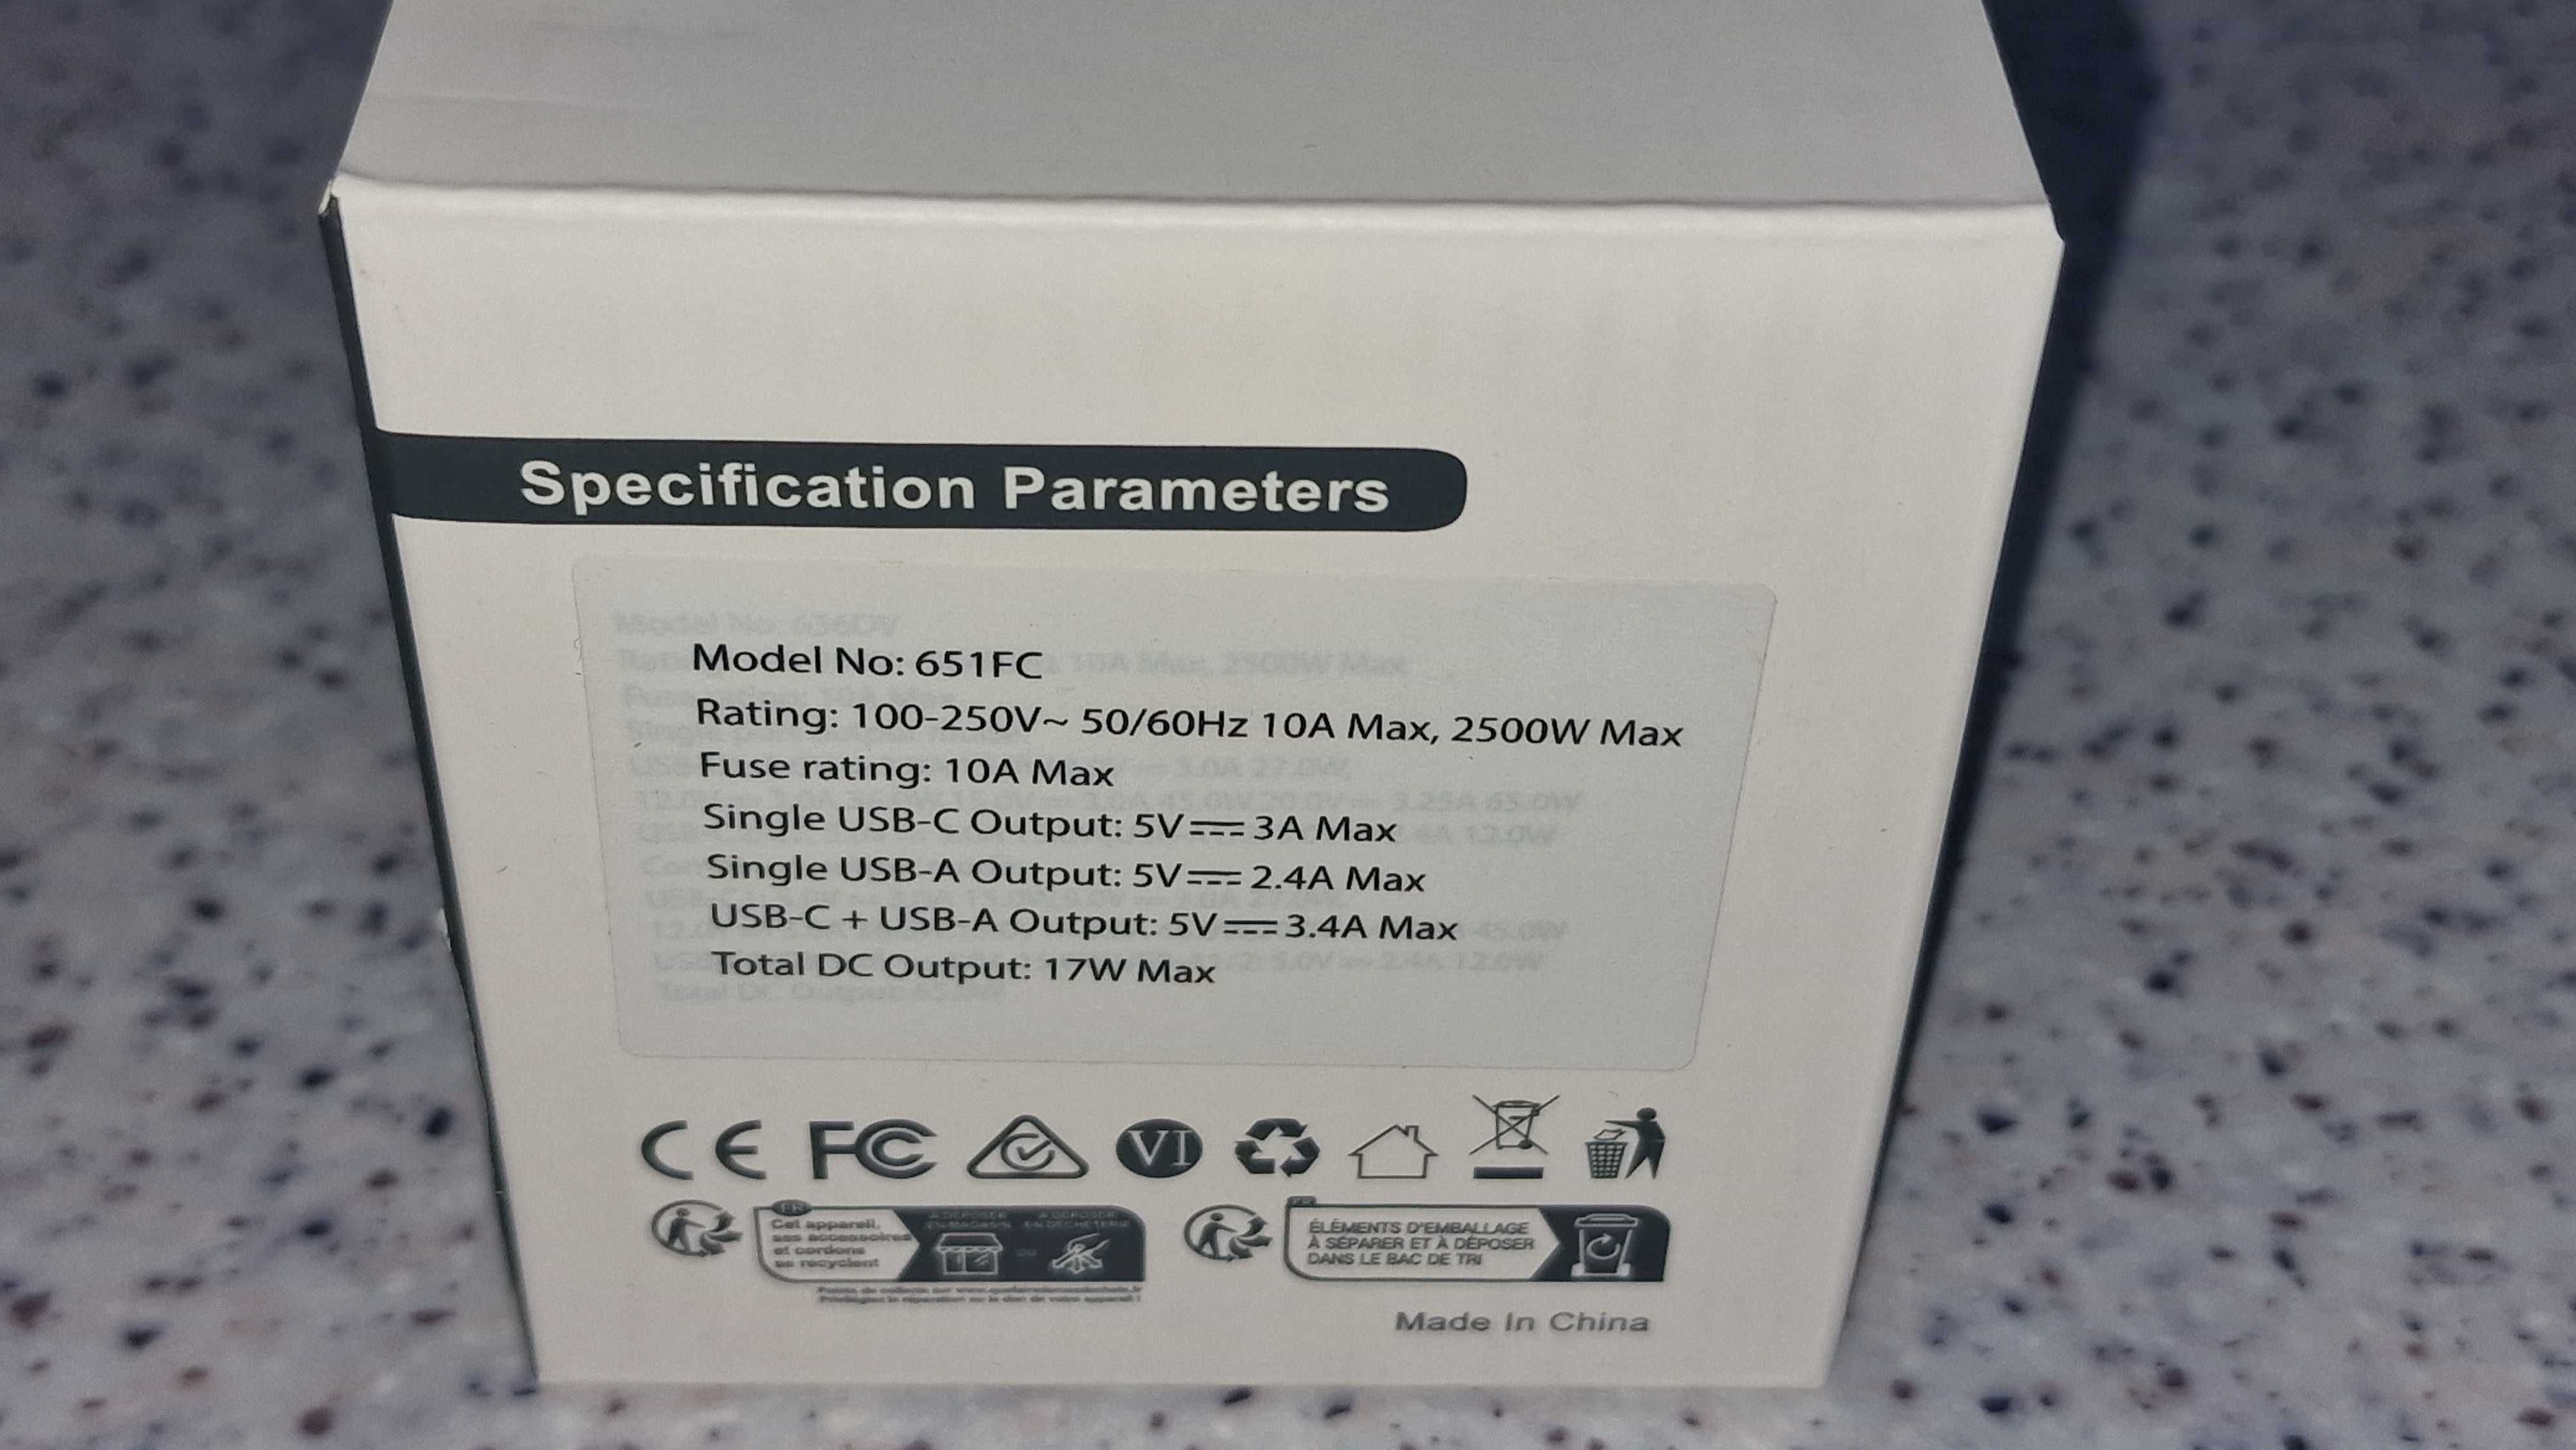 Specification Parameters
Model No: 651FC
Rating: 100-250V~ 50/60Hz 10A Max, 2500W Max
Fuse rating: 10A Max
Single USB-C Output: 5V⎓3A Max
Single USB-A Output: 5V⎓2.4A Max
USB-C + USB-A Output: 5V⎓3.4A Max
Total DC Output: 17W Max
CE FC VI
FR
Cet appareil,
ses accessoires
et cordons
se recyclent
À DÉPOSER
EN MAGASIN
OU
À DÉPOSER
EN DÉCHÈTERIE
FR
ÉLÉMENTS D'EMBALLAGE
À SÉPARER ET À DÉPOSER
DANS LE BAC DE TRI
Made In China